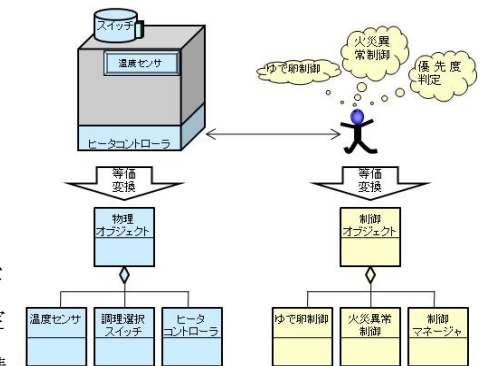 スイッチ
温度センサ
ヒータコントローラ
ゆで卵制御
火災異
常制御
優先度
判定
等価
変換
等価
変換
物理
オブジェクト
制御
オブジェクト
温度センサ
調理選択
スイッチ
ヒータ
コントローラ
ゆで卵制御
火災異常
制御
制御
マネージャ